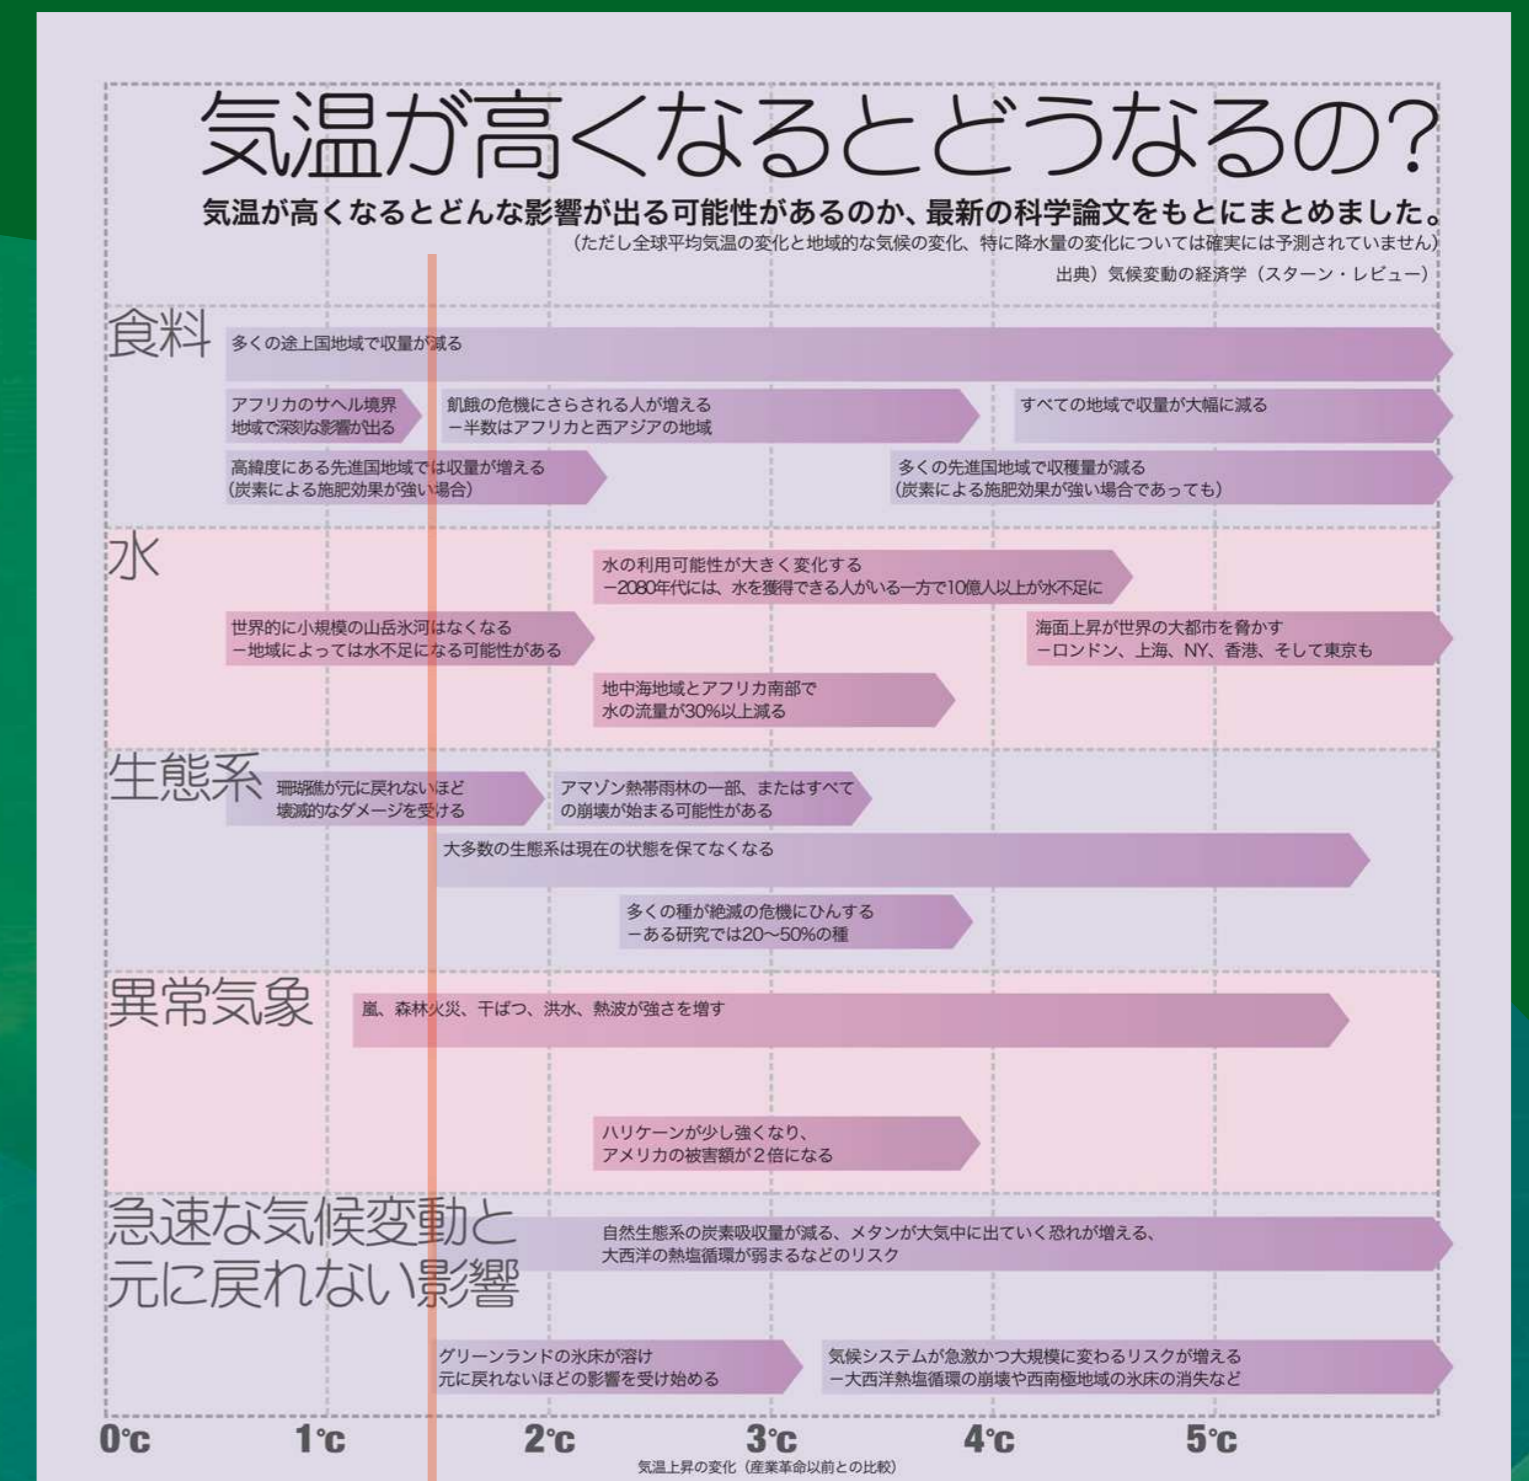 気温が高くなるとどうなるの?
気温が高くなるとどんな影響が出る可能性があるのか、最新の科学論文をもとにまとめました。
(ただし全球平均気温の変化と地域的な気候の変化、特に降水量の変化については確実には予測されていません)
出典)気候変動の経済学(スターン・レビュー)
食料
多くの途上国地域で収量が減る
アフリカのサヘル境界
地域で深刻な影響が出る
飢餓の危機にさらされる人が増える
－半数はアフリカと西アジアの地域
すべての地域で収量が大幅に減る
高緯度にある先進国地域では収量が増える
(炭素による施肥効果が強い場合)
多くの先進国地域で収穫量が減る
(炭素による施肥効果が強い場合であっても)
水
水の利用可能性が大きく変化する
－2080年代には、水を獲得できる人がいる一方で10億人以上が水不足に
世界的に小規模の山岳氷河はなくなる
－地域によっては水不足になる可能性がある
海面上昇が世界の大都市を脅かす
－ロンドン、上海、NY、香港、そして東京も
地中海地域とアフリカ南部で
水の流量が30%以上減る
生態系
珊瑚礁が元に戻れないほど
壊滅的なダメージを受ける
アマゾン熱帯雨林の一部、またはすべて
の崩壊が始まる可能性がある
大多数の生態系は現在の状態を保てなくなる
多くの種が絶滅の危機にひんする
－ある研究では20〜50%の種
異常気象
嵐、森林火災、干ばつ、洪水、熱波が強さを増す
ハリケーンが少し強くなり、
アメリカの被害額が2倍になる
急速な気候変動と
元に戻れない影響
自然生態系の炭素吸収量が減る、メタンが大気中に出ていく恐れが増える、
大西洋の熱塩循環が弱まるなどのリスク
グリーンランドの氷床が溶け
元に戻れないほどの影響を受け始める
気候システムが急激かつ大規模に変わるリスクが増える
－大西洋熱塩循環の崩壊や西南極地域の氷床の消失など
0℃ 1℃ 2℃ 3℃ 4℃ 5℃
気温上昇の変化(産業革命以前との比較)